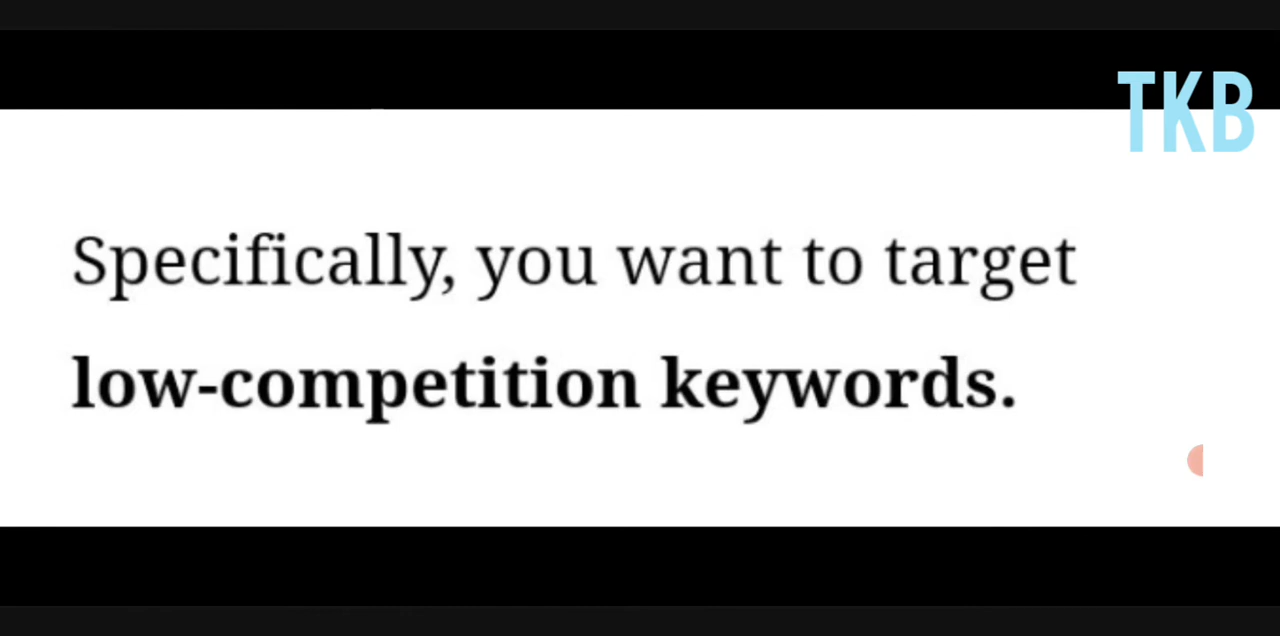 TKB
Specifically, you want to target
low-competition keywords.